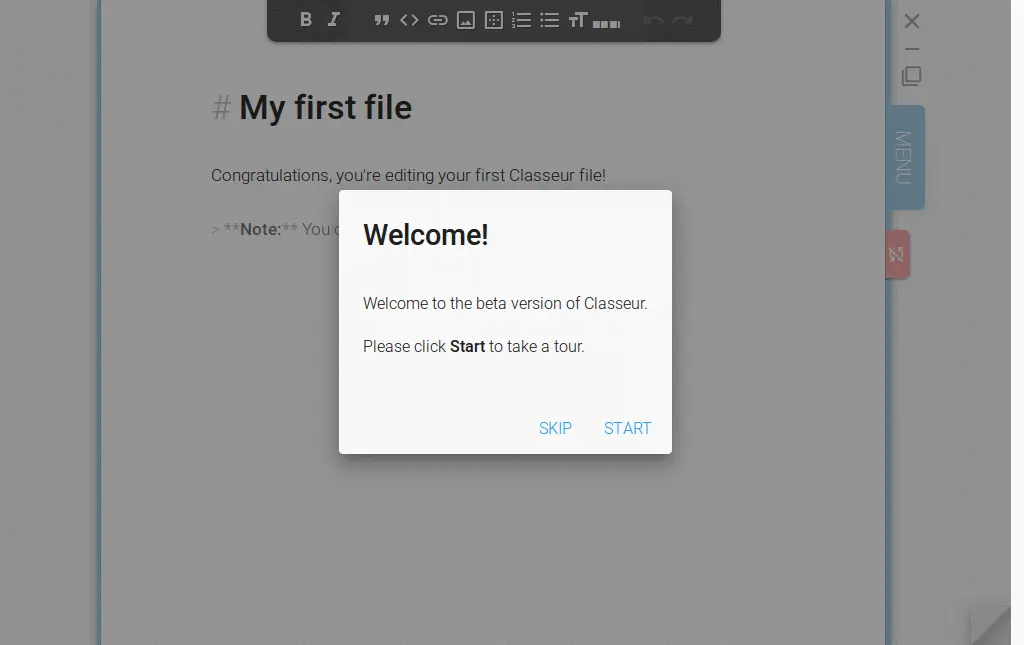 # My first file
Congratulations, you're editing your first Classeur file!
> **Note:** You
Welcome!
Welcome to the beta version of Classeur.
Please click Start to take a tour.
SKIP START
MENU